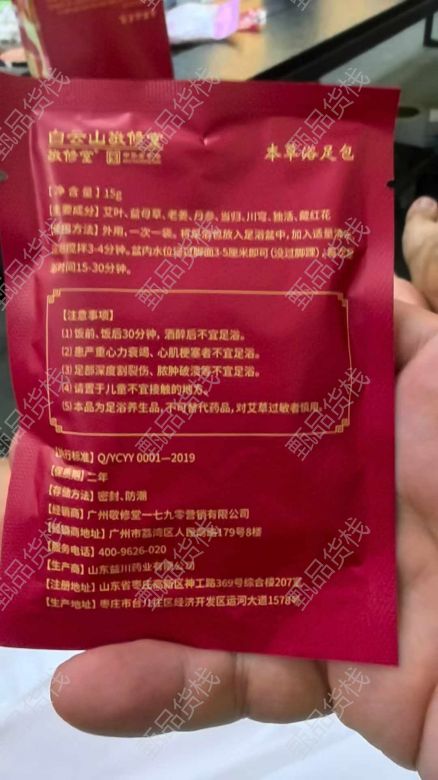 白云山敬修堂
敬修堂
本草浴足包
【净含量】15g
【主要成分】艾叶、益母草、老姜、丹参、当归、川芎、独活、藏红花
【使用方法】外用，一次一袋。将足浴包放入足浴盆中，加入适量
搅拌3-4分钟。盆内水位超过脚面3-5厘米即可(没过脚踝)，
时间15-30分钟。
【注意事项】
(1)饭前、饭后30分钟，酒醉后不宜足浴。
(2)患严重心力衰竭、心肌梗塞者不宜足浴。
(3)足部深度割裂伤、脓肿破溃等不宜足浴。
(4)请置于儿童不宜接触的地方。
(5)本品为足浴养生品，不可替代药品，对艾草过敏者慎用。
【执行标准】Q/YCYY 0001—2019
【保质期】二年
【存储方法】密封、防潮
【经销商】广州敬修堂一七九零营销有限公司
【经销商地址】广州市荔湾区人民南路179号8楼
【服务电话】400-9626-020
【生产商】山东益川药业有限公司
【注册地址】山东省枣庄高新区神工路369号综合楼207室
【生产地址】枣庄市台儿庄区经济开发区运河大道1578号
甄品货栈